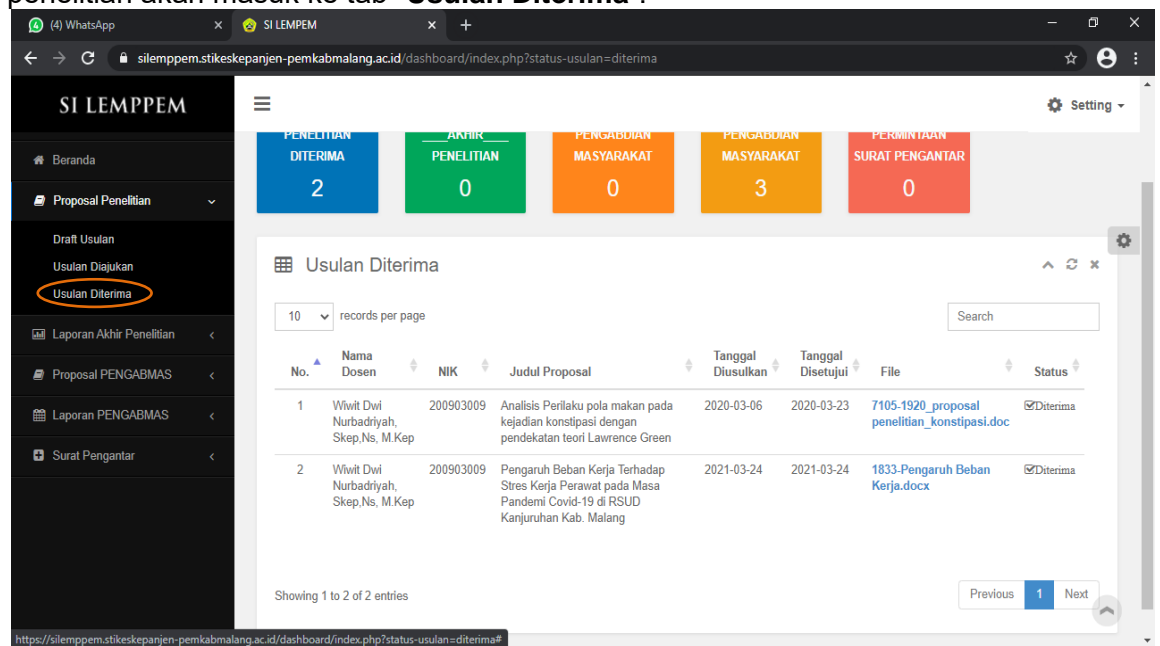 penelitian akan masuk ke tab "Usulan Diterima".
(4) WhatsApp
SI LEMPPEM
silemppem.stikeskepanjen-pemkabmalang.ac.id/dashboard/index.php?status-usulan=diterima
SI LEMPPEM
Setting
Beranda
Proposal Penelitian
Draft Usulan
Usulan Diajukan
Usulan Diterima
Laporan Akhir Penelitian
Proposal PENGABMAS
Laporan PENGABMAS
Surat Pengantar
PENELITIAN
DITERIMA
2
AKHIR
PENELITIAN
0
PENGABDIAN
MASYARAKAT
0
PENGABDIAN
MASYARAKAT
3
PERMINTAAN
SURAT PENGANTAR
0
Usulan Diterima
10 records per page
Search
No. Nama Dosen NIK Judul Proposal Tanggal Diusulkan Tanggal Disetujui File Status
1 Wiwit Dwi 200903009 Analisis Perilaku pola makan pada 2020-03-06 2020-03-23 7105-1920_proposal Diterima
Nurbadriyah, kejadian konstipasi dengan penelitian_konstipasi.doc
Skep,Ns, M.Kep pendekatan teori Lawrence Green
2 Wiwit Dwi 200903009 Pengaruh Beban Kerja Terhadap 2021-03-24 2021-03-24 1833-Pengaruh Beban Diterima
Nurbadriyah, Stres Kerja Perawat pada Masa Kerja.docx
Skep,Ns, M.Kep Pandemi Covid-19 di RSUD
Kanjuruhan Kab. Malang
Showing 1 to 2 of 2 entries
Previous 1 Next
https://silemppem.stikeskepanjen-pemkabmalang.ac.id/dashboard/index.php?status-usulan=diterima#